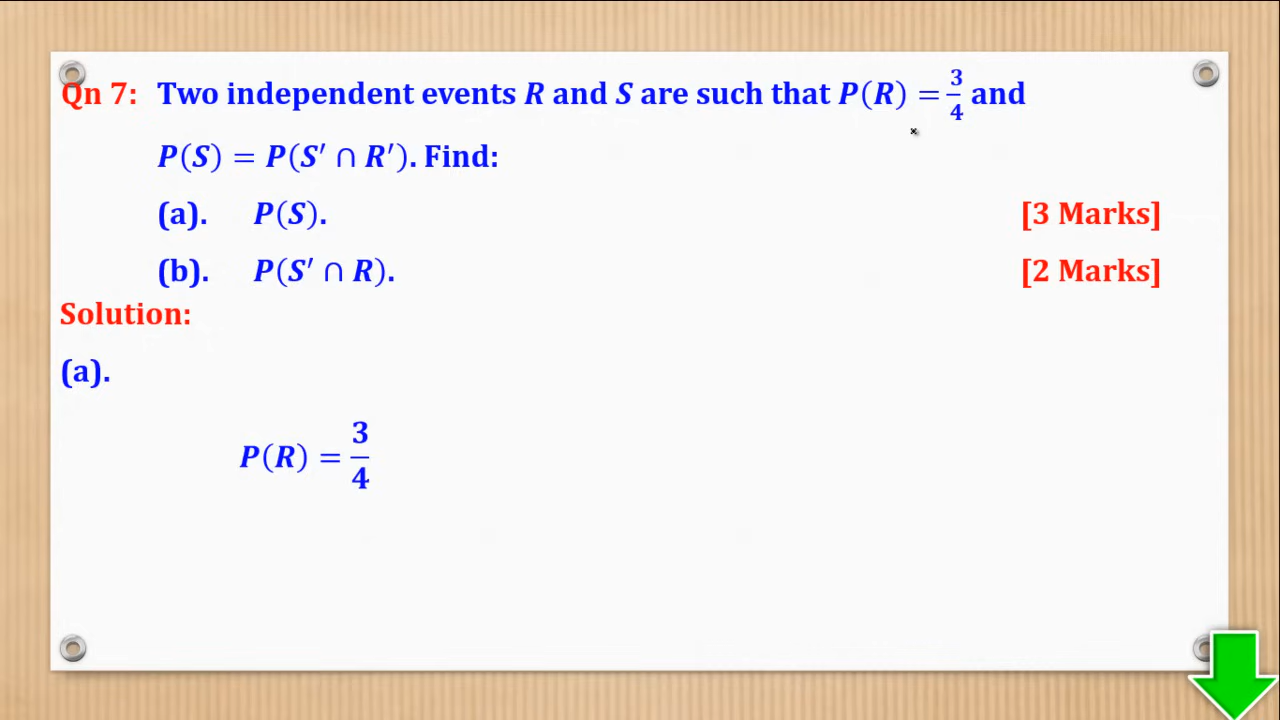 Qn 7: Two independent events R and S are such that P(R) = 3/4 and
P(S) = P(S′ ∩ R′). Find:
(a). P(S). [3 Marks]
(b). P(S′ ∩ R). [2 Marks]
Solution:
(a).
P(R) = 3/4